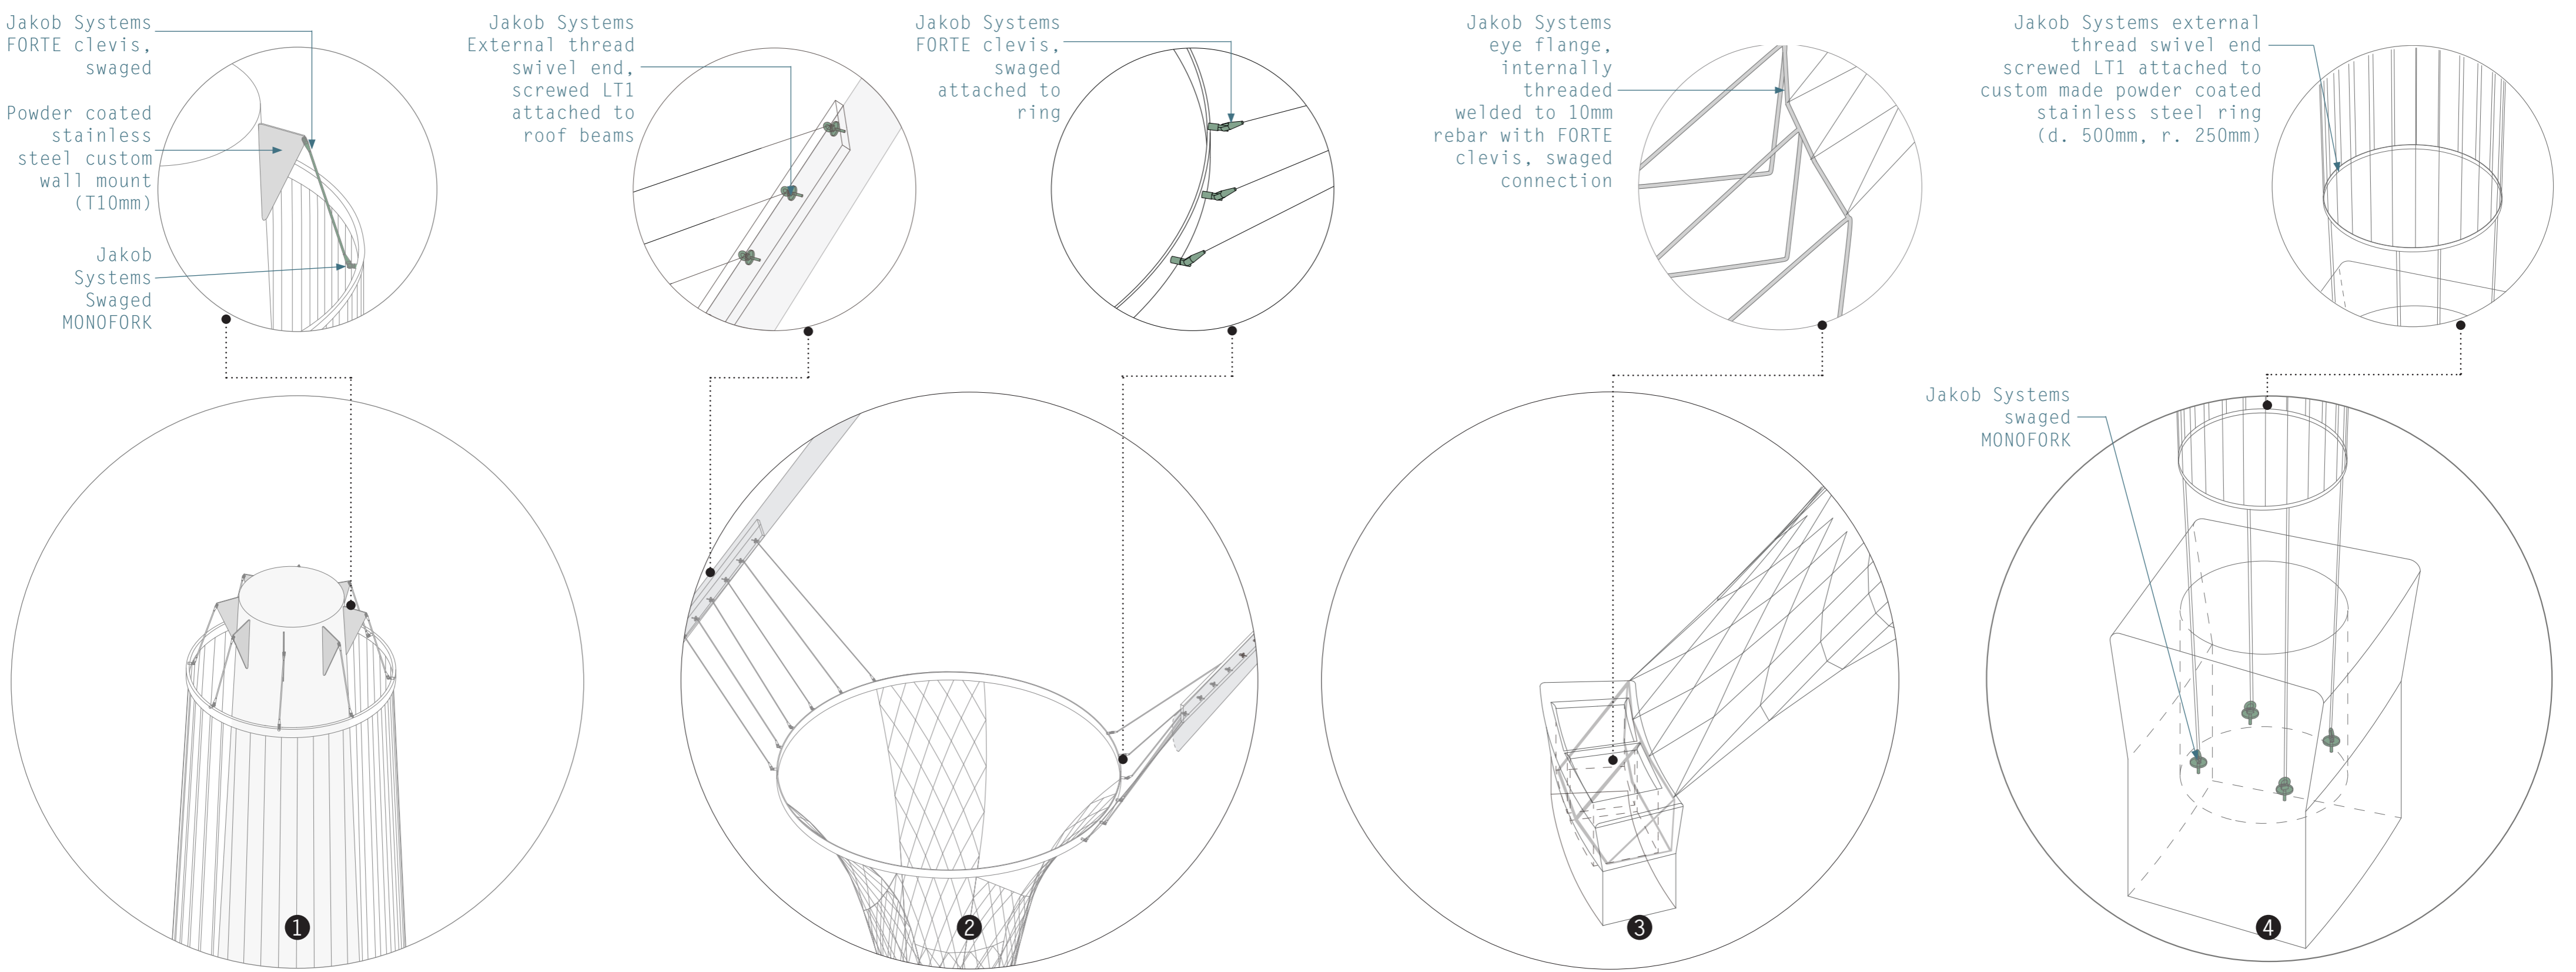 Jakob Systems
FORTE clevis,
swaged
Powder coated
stainless
steel custom
wall mount
(T10mm)
Jakob
Systems
Swaged
MONOFORK
Jakob Systems
External thread
swivel end,
screwed LT1
attached to
roof beams
Jakob Systems
FORTE clevis,
swaged
attached to
ring
Jakob Systems
eye flange,
internally
threaded
welded to 10mm
rebar with FORTE
clevis, swaged
connection
Jakob Systems external
thread swivel end
screwed LT1 attached to
custom made powder coated
stainless steel ring
(d. 500mm, r. 250mm)
Jakob Systems
swaged
MONOFORK
1
2
3
4